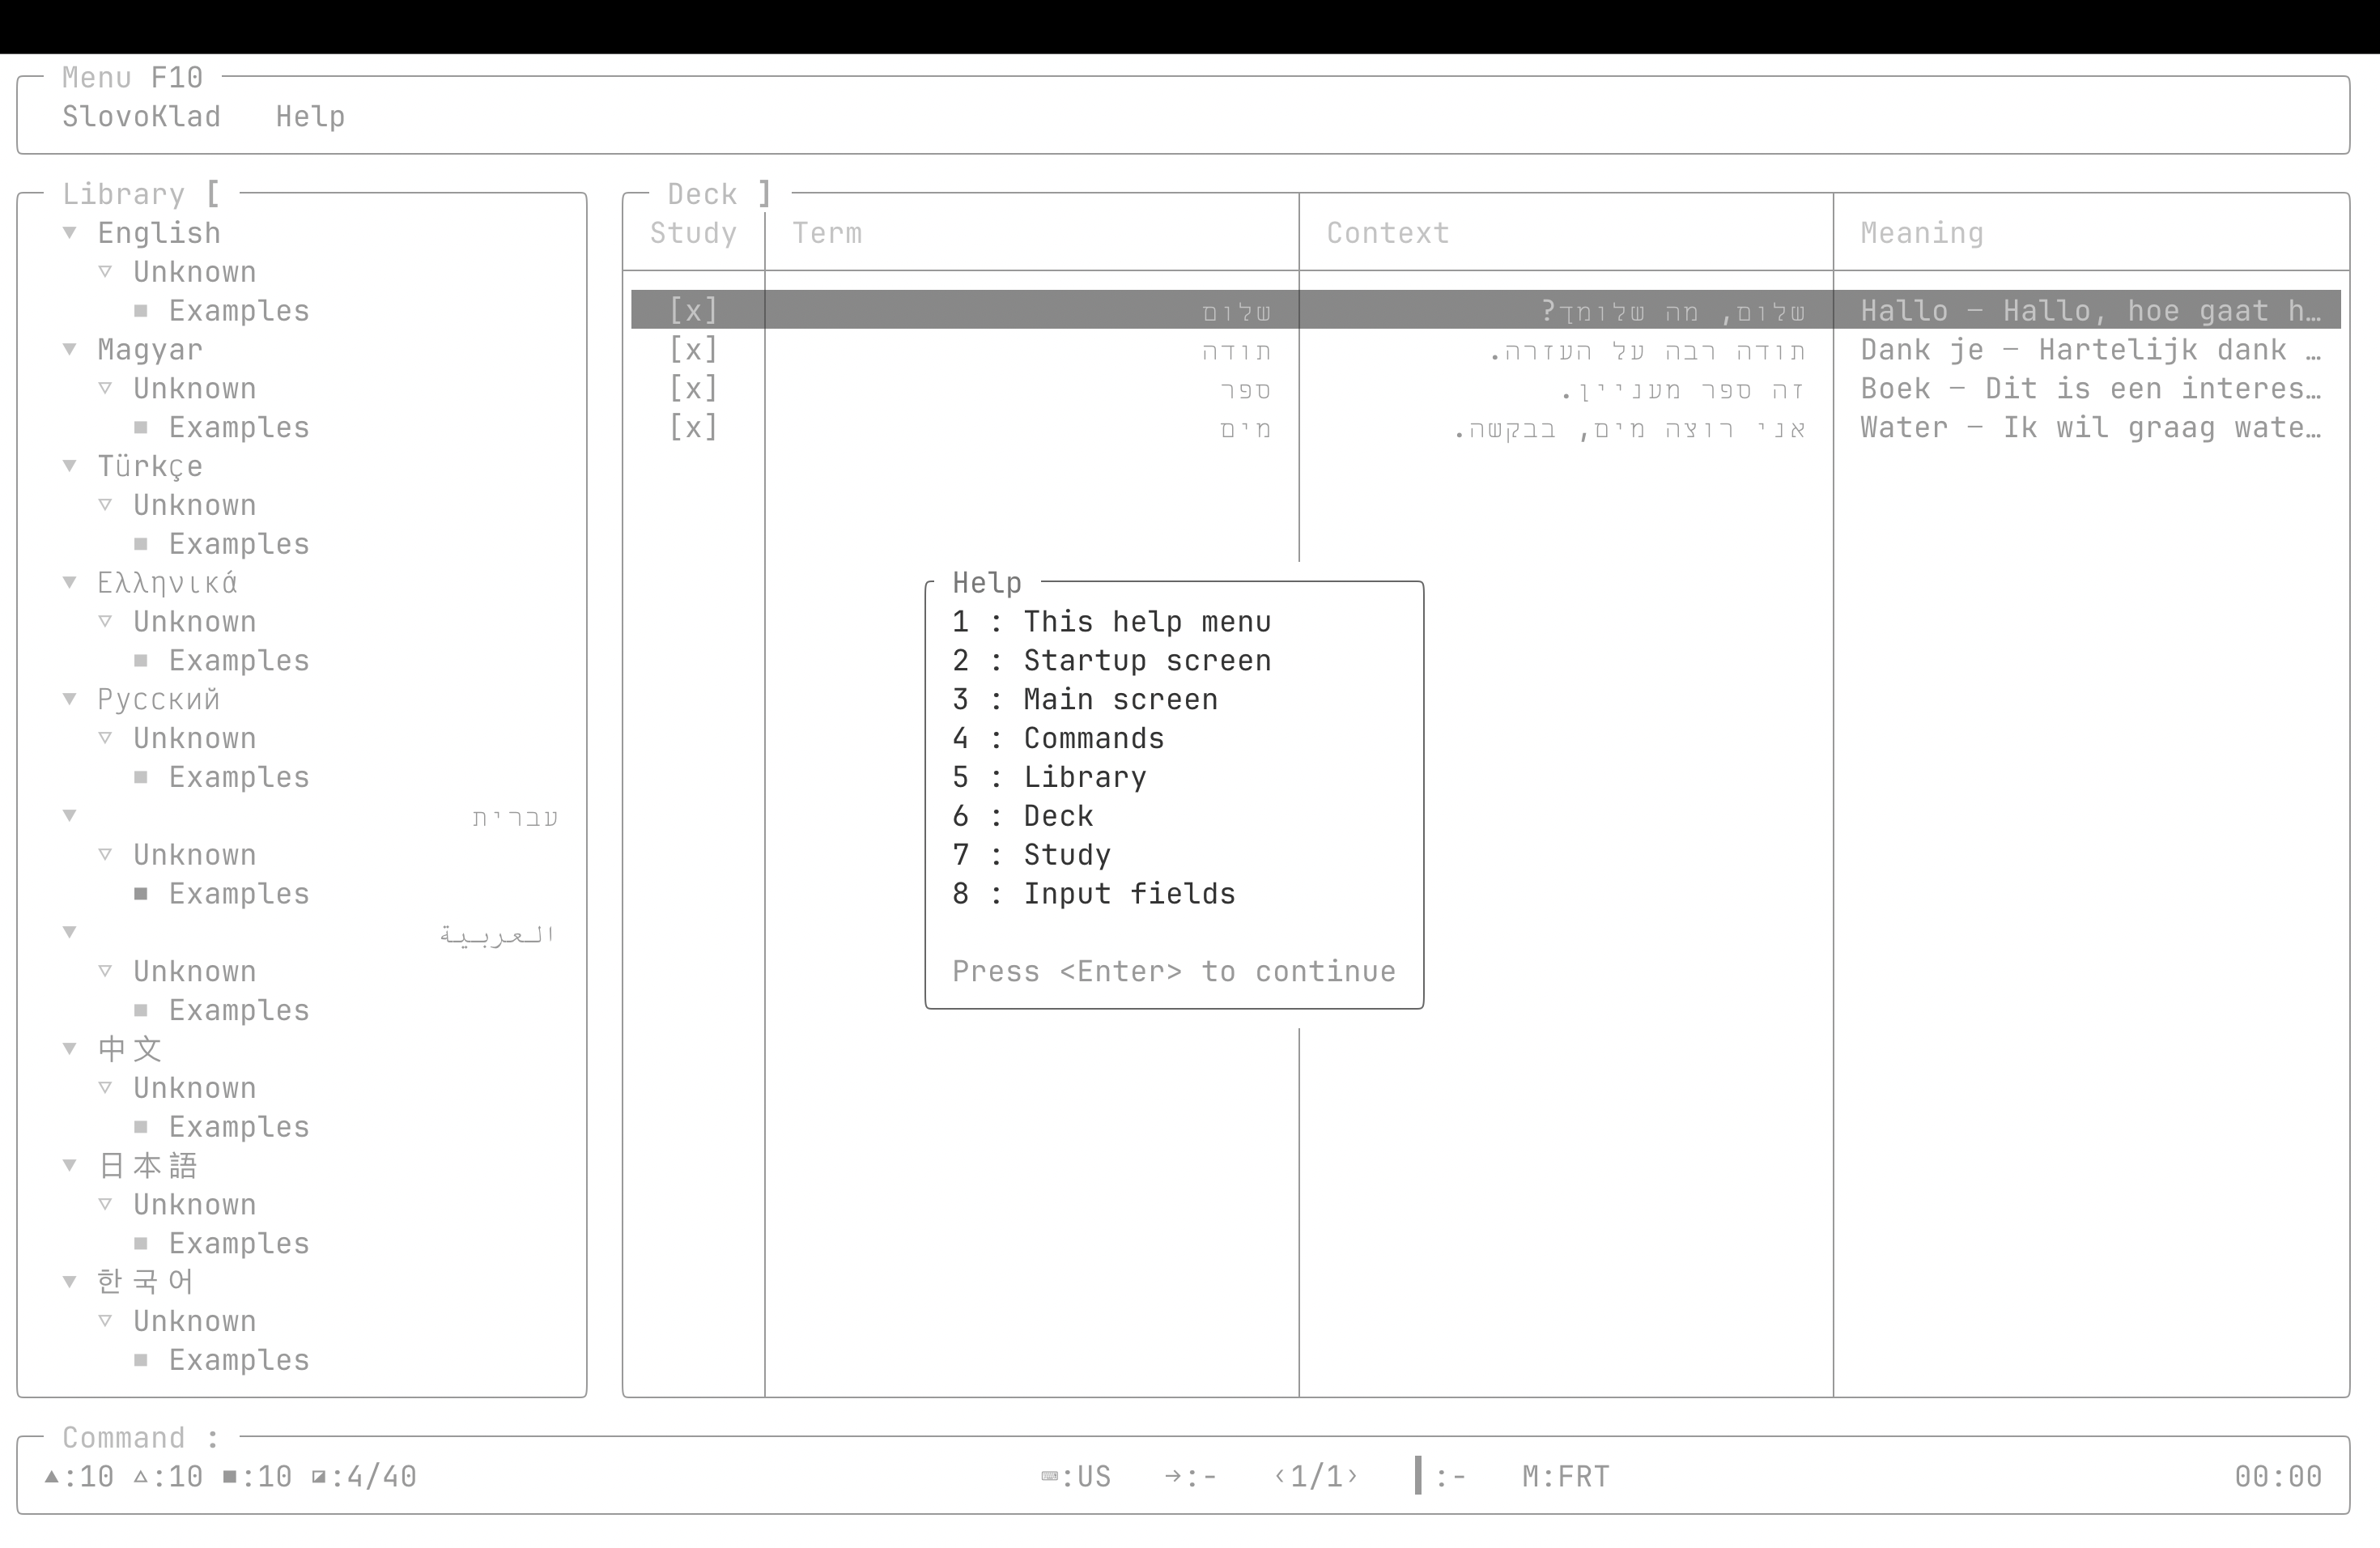 Menu F10
SlovoKlad Help
Library [
▼ English
▽ Unknown
■ Examples
▼ Magyar
▽ Unknown
■ Examples
▼ Türkçe
▽ Unknown
■ Examples
▼ Ελληνικά
▽ Unknown
■ Examples
▼ Русский
▽ Unknown
■ Examples
▼ עברית
▽ Unknown
■ Examples
▼ العربية
▽ Unknown
■ Examples
▼ 中文
▽ Unknown
■ Examples
▼ 日本語
▽ Unknown
■ Examples
▼ 한국어
▽ Unknown
■ Examples
Deck ]
Study Term Context Meaning
[x] שלום שלום, מה שלומך? Hallo — Hallo, hoe gaat h…
[x] תודה תודה רבה על העזרה. Dank je — Hartelijk dank …
[x] ספר זה ספר מעניין. Boek — Dit is een interes…
[x] מים אני רוצה מים, בבקשה. Water — Ik wil graag wate…
Help
1 : This help menu
2 : Startup screen
3 : Main screen
4 : Commands
5 : Library
6 : Deck
7 : Study
8 : Input fields
Press <Enter> to continue
Command :
▲:10 △:10 ■:10 ◪:4/40 ⌨:US →:- ‹1/1› ▌:- M:FRT 00:00